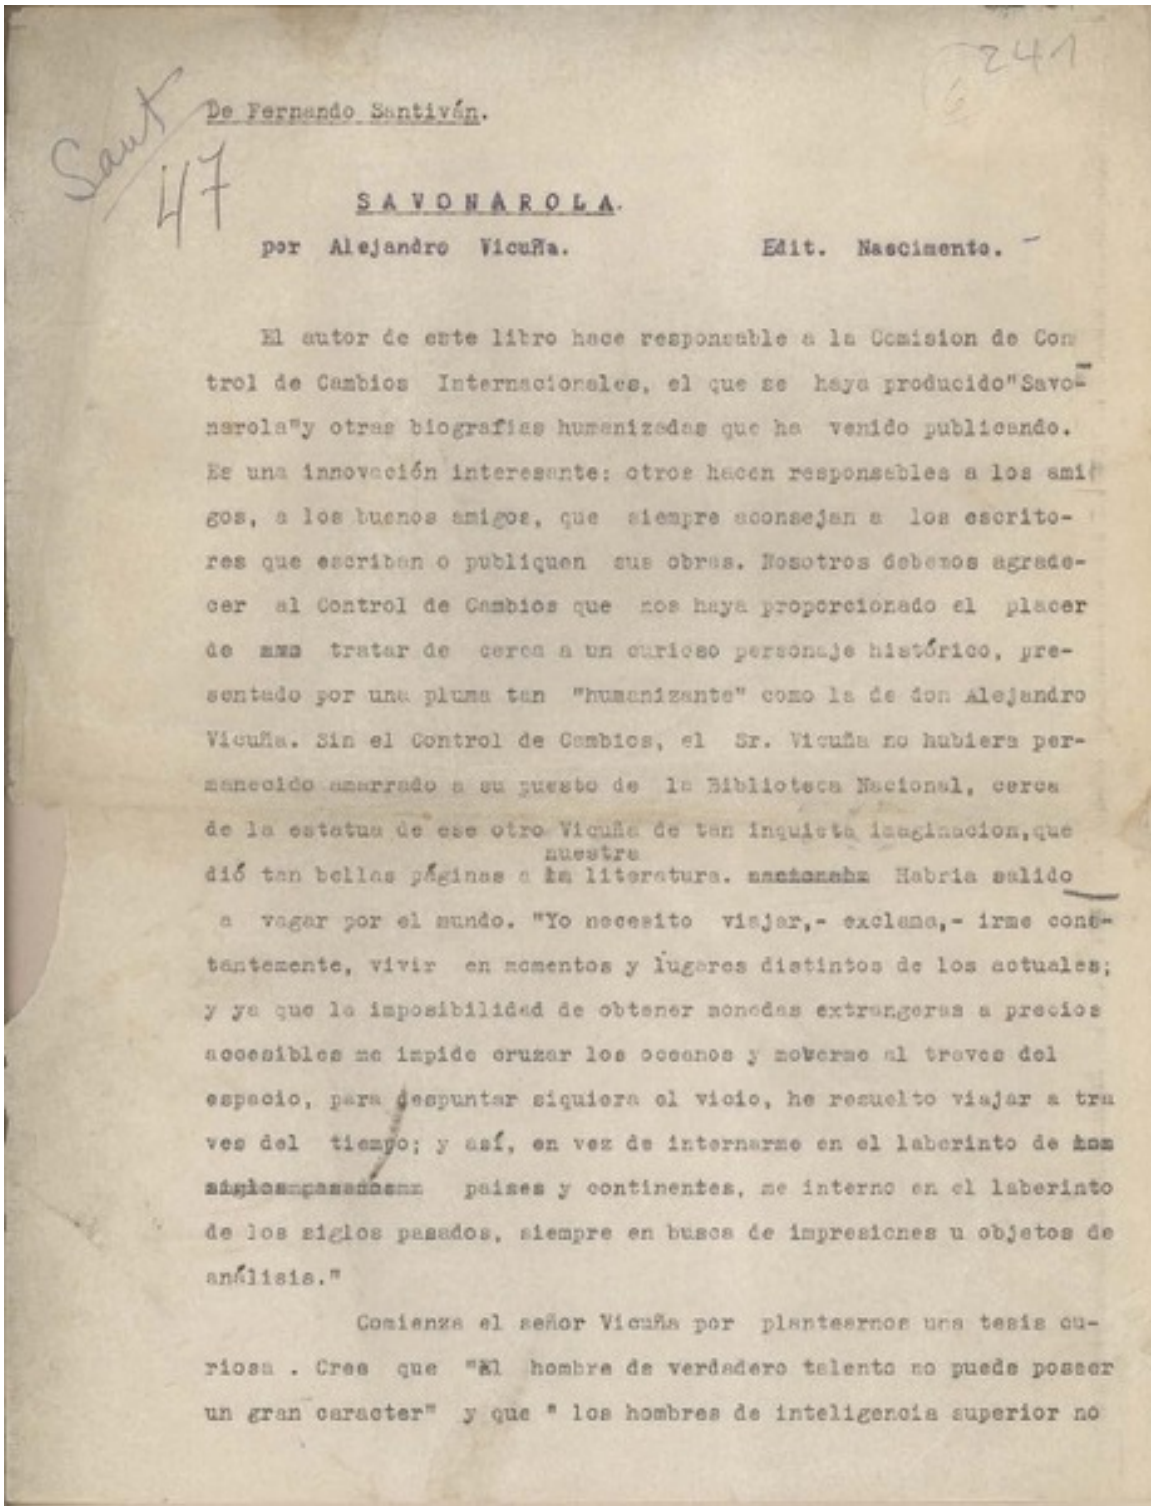 241
6
Sant
47
De Fernando Santiván.
SAVONAROLA.
por Alejandro Vicuña. Edit. Nascimento. -
El autor de este libro hace responsable a la Comision de Con
trol de Cambios Internacionales, el que se haya producido"Savo-
narola"y otras biografias humanizadas que ha venido publicando.
Es una innovación interesante: otros hacen responsables a los ami
gos, a los buenos amigos, que siempre aconsejan a los escrito-
res que escriban o publiquen sus obras. Nosotros debemos agrade-
cer al Control de Cambios que nos haya proporcionado el placer
de tratar de cerca a un curioso personaje histórico, pre-
sentado por una pluma tan "humanizante" como la de don Alejandro
Vicuña. Sin el Control de Cambios, el Sr. Vicuña no hubiera per-
manecido amarrado a su puesto de la Biblioteca Nacional, cerca
de la estatua de ese otro Vicuña de tan inquieta imaginacion,que
nuestra
dió tan bellas páginas a la literatura. nacional Habria salido
a vagar por el mundo. "Yo necesito viajar,- exclama,- irme cons-
tantemente, vivir en momentos y lugares distintos de los actuales;
y ya que la imposibilidad de obtener monedas extrangeras a precios
accesibles me impide cruzar los oceanos y moverme al traves del
espacio, para despuntar siquiera el vicio, he resuelto viajar a tra
ves del tiempo; y así, en vez de internarme en el laberinto de los
siglos pasados paises y continentes, me interno en el laberinto
de los siglos pasados, siempre en busca de impresiones u objetos de
análisis."
Comienza el señor Vicuña por plantearnos una tesis cu-
riosa . Cree que "El hombre de verdadero talento no puede poseer
un gran caracter" y que " los hombres de inteligencia superior no